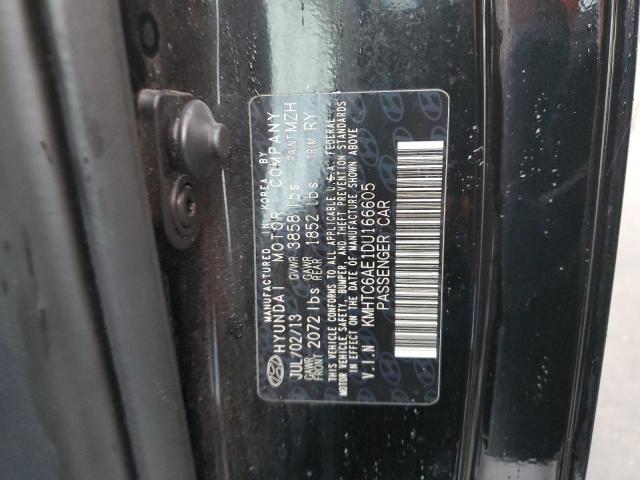 MANUFACTURED IN KOREA BY
HYUNDAI MOTOR COMPANY
JUL/02/13 GVWR 3858 lbs PAINT MZH
GAWR FRONT 2072 lbs GAWR REAR 1852 lbs TRIM RY
THIS VEHICLE CONFORMS TO ALL APPLICABLE U.S.A. FEDERAL
MOTOR VEHICLE SAFETY, BUMPER, AND THEFT PREVENTION STANDARDS
IN EFFECT ON THE DATE OF MANUFACTURE SHOWN ABOVE
V.I.N KMHTC6AE1DU166605
PASSENGER CAR